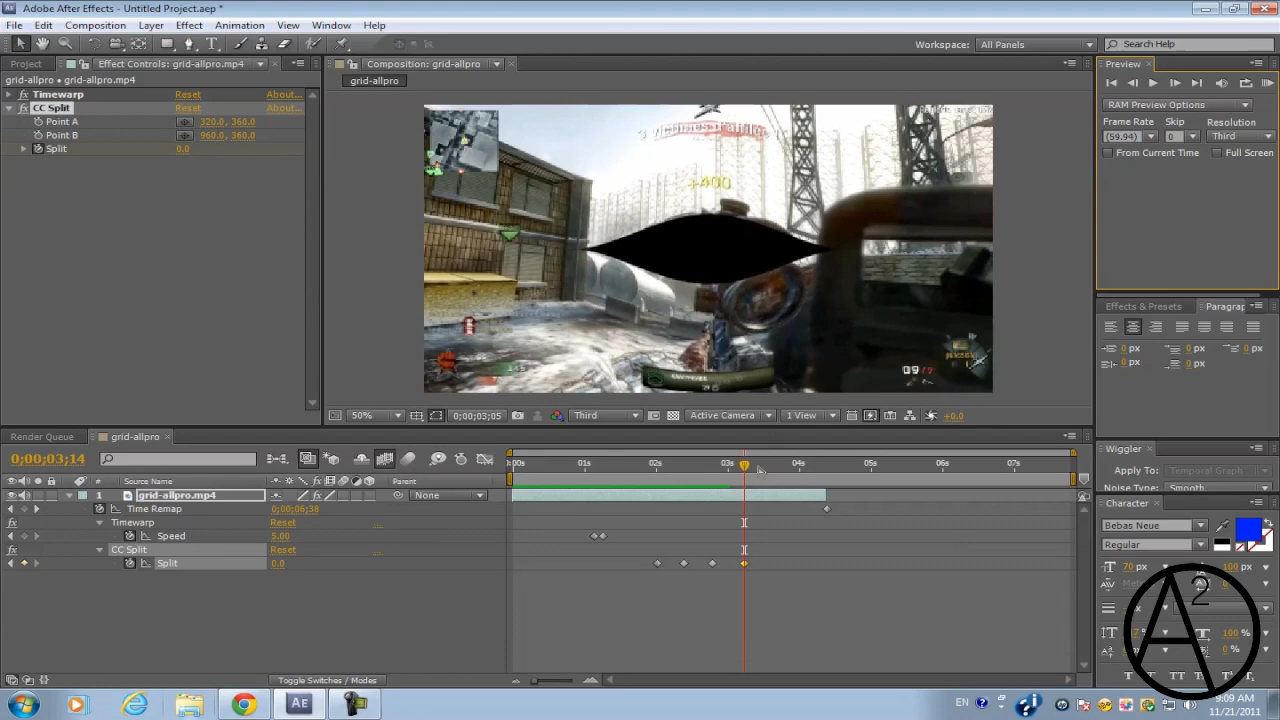 Adobe After Effects - Untitled Project.aep *
File Edit Composition Layer Effect Animation View Window Help
Workspace: All Panels Search Help
Project Effect Controls: grid-allpro.mp4 Composition: grid-allpro Preview
grid-allpro • grid-allpro.mp4
grid-allpro
Timewarp Reset About...
CC Split Reset About...
Point A 320.0, 360.0
Point B 960.0, 360.0
Split 0.0
RAM Preview Options
Frame Rate Skip Resolution
(59.94) 0 Third
From Current Time Full Screen
+400
09
Effects & Presets Paragrap
0 px 0 px 0 px
0 px 0 px
50% 0;00;03;05 Third Active Camera 1 View +0.0
Render Queue grid-allpro
0;00;03;14
:00s 01s 02s 03s 04s 05s 06s 07s
# Source Name Parent
1 grid-allpro.mp4 None
Time Remap 0;00;06;38
Timewarp Reset
Speed 5.00
CC Split Reset
Split 0.0
Toggle Switches / Modes
Wiggler
Apply To: Temporal Graph
Noise Type: Smooth
Character
Bebas Neue
Regular
70 px 100 px
Metrics 0
px
100 %
0 %
A2
EN
9:09 AM
11/21/2011